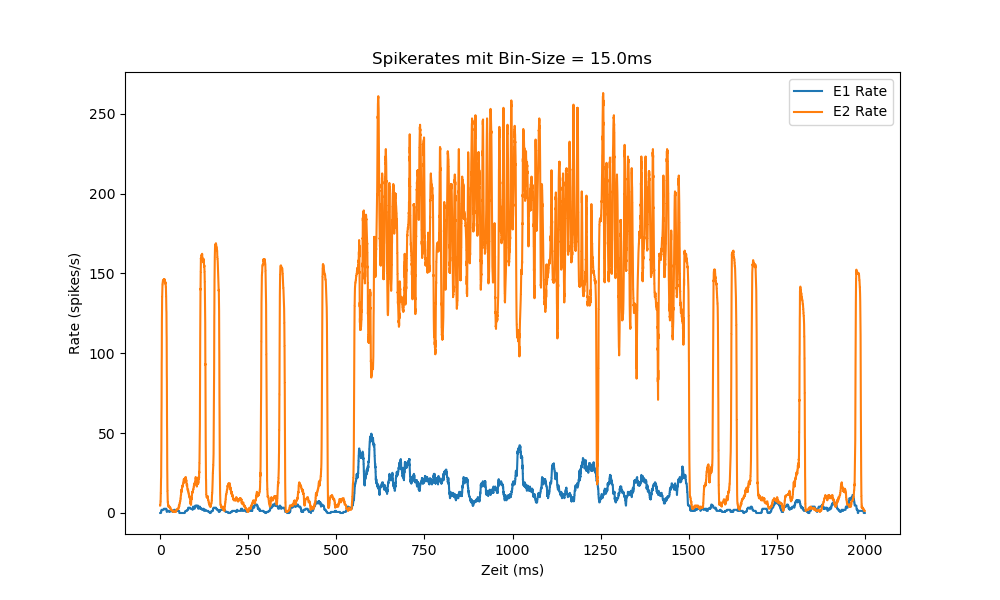 Spikerates mit Bin-Size = 15.0ms
E1 Rate
E2 Rate
Rate (spikes/s)
250
200
150
100
50
0
0 250 500 750 1000 1250 1500 1750 2000
Zeit (ms)